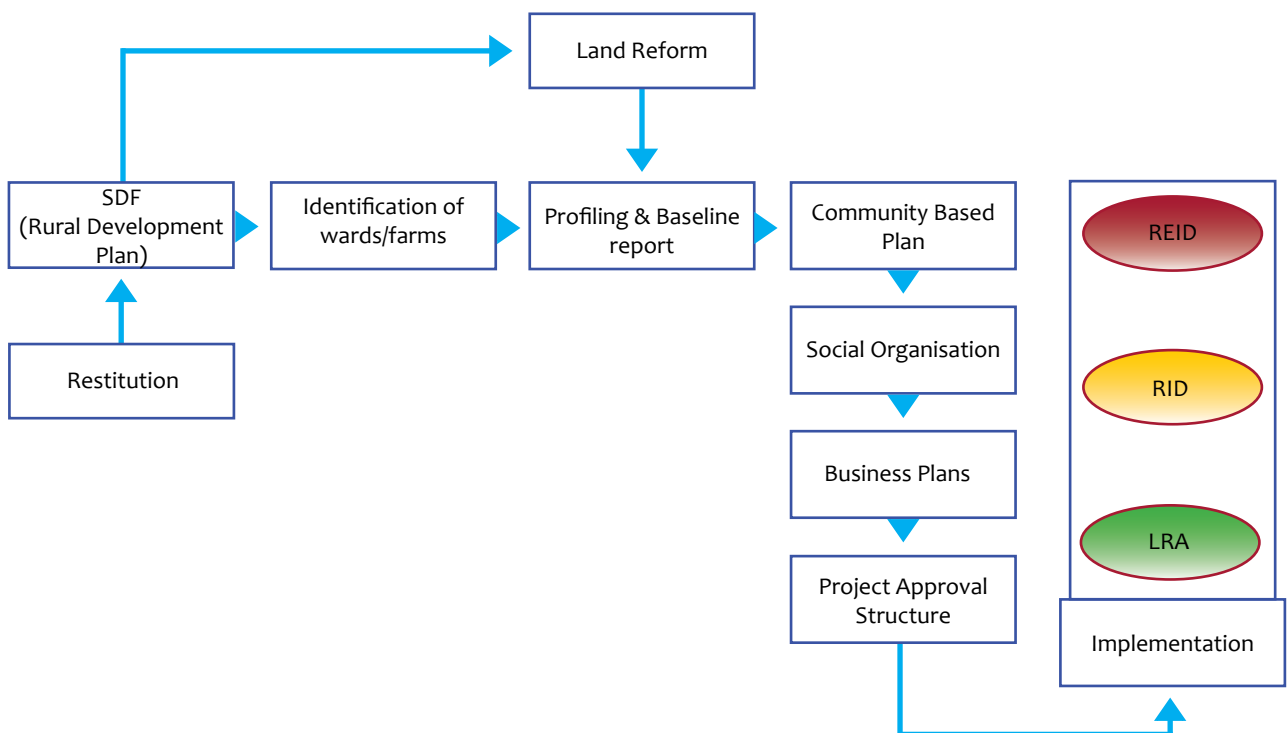 Land Reform
SDF
(Rural Development
Plan)
Identification of
wards/farms
Profiling & Baseline
report
Community Based
Plan
REID
Social Organisation
Restitution
RID
Business Plans
LRA
Project Approval
Structure
Implementation